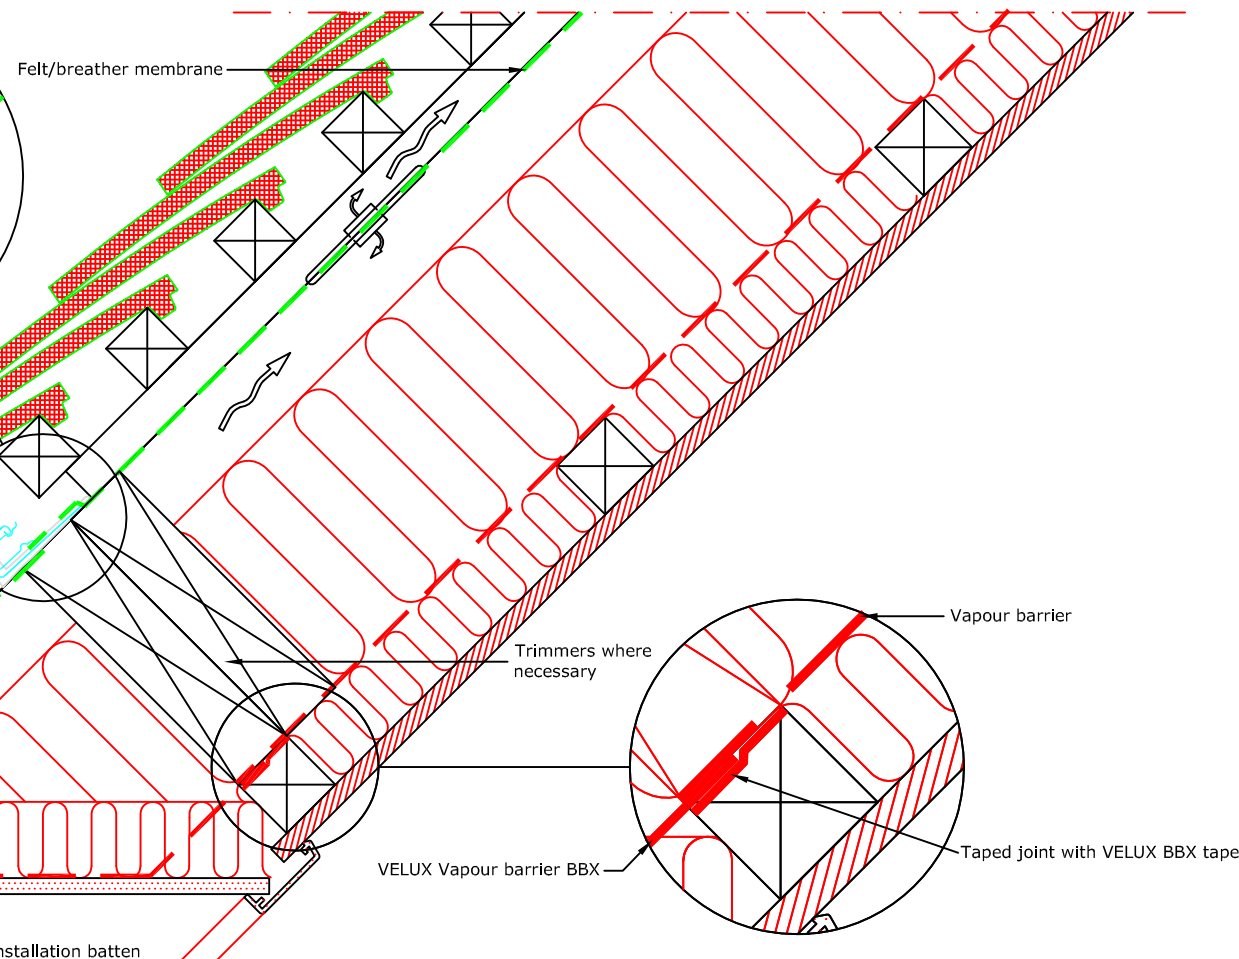 Felt/breather membrane
Vapour barrier
Trimmers where
necessary
Taped joint with VELUX BBX tape
VELUX Vapour barrier BBX
nstallation batten